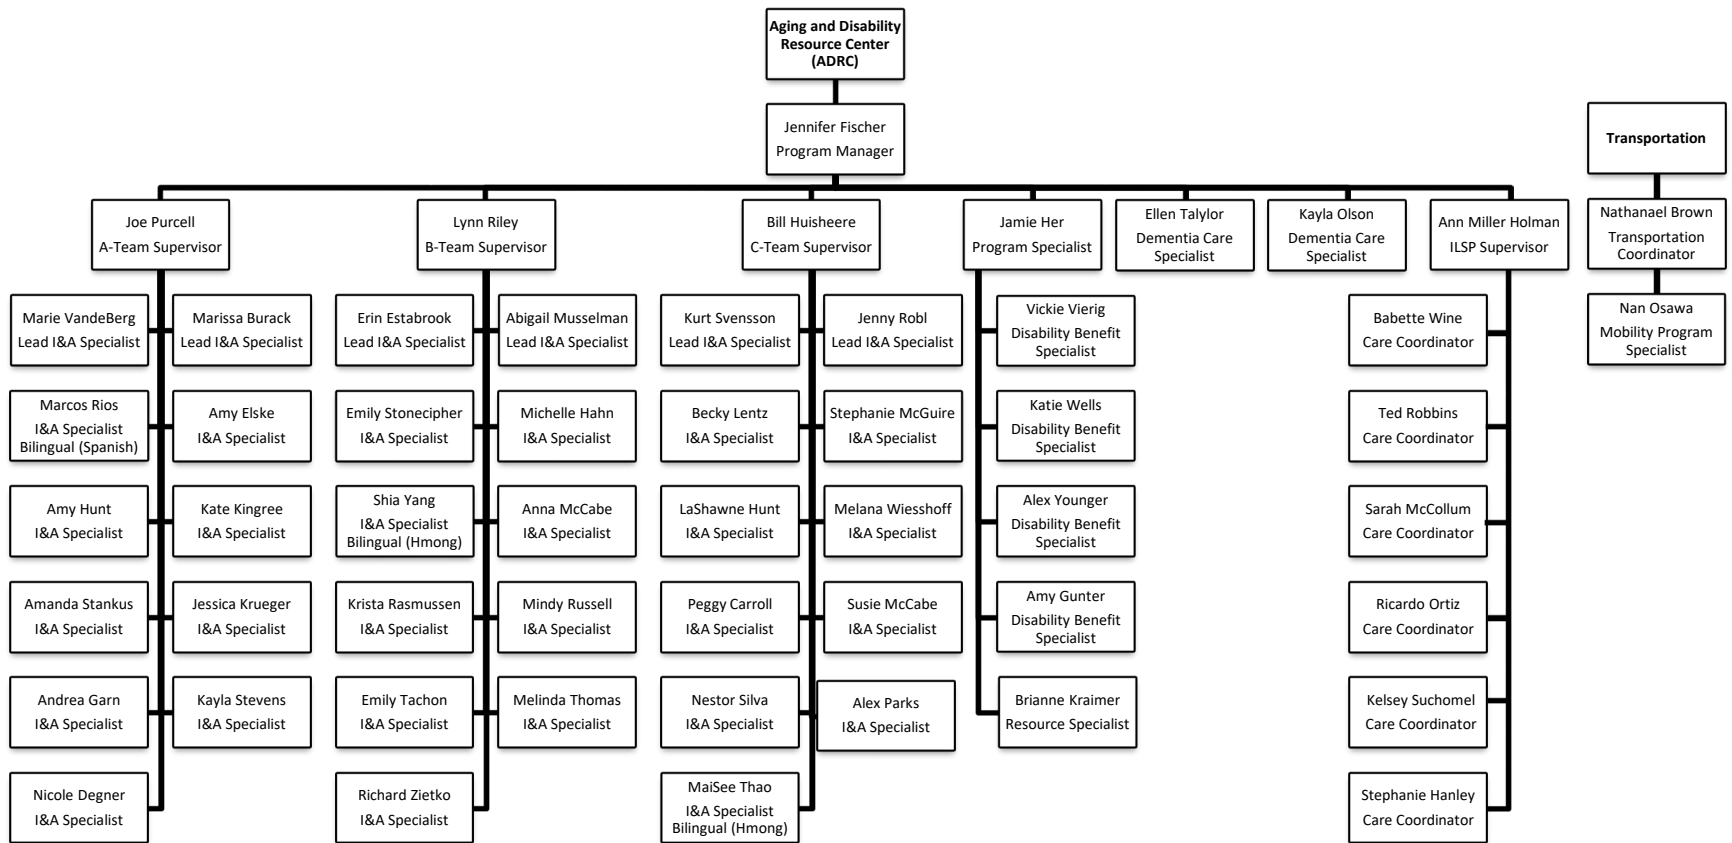 Aging and Disability
Resource Center
(ADRC)
Jennifer Fischer
Program Manager
Transportation
Joe Purcell
A-Team Supervisor
Lynn Riley
B-Team Supervisor
Bill Huisheere
C-Team Supervisor
Jamie Her
Program Specialist
Ellen Talylor
Dementia Care
Specialist
Kayla Olson
Dementia Care
Specialist
Ann Miller Holman
ILSP Supervisor
Nathanael Brown
Transportation
Coordinator
Marie VandeBerg
Lead I&A Specialist
Marissa Burack
Lead I&A Specialist
Erin Estabrook
Lead I&A Specialist
Abigail Musselman
Lead I&A Specialist
Kurt Svensson
Lead I&A Specialist
Jenny Robl
Lead I&A Specialist
Vickie Vierig
Disability Benefit
Specialist
Babette Wine
Care Coordinator
Nan Osawa
Mobility Program
Specialist
Marcos Rios
I&A Specialist
Bilingual (Spanish)
Amy Elske
I&A Specialist
Emily Stonecipher
I&A Specialist
Michelle Hahn
I&A Specialist
Becky Lentz
I&A Specialist
Stephanie McGuire
I&A Specialist
Katie Wells
Disability Benefit
Specialist
Ted Robbins
Care Coordinator
Amy Hunt
I&A Specialist
Kate Kingree
I&A Specialist
Shia Yang
I&A Specialist
Bilingual (Hmong)
Anna McCabe
I&A Specialist
LaShawne Hunt
I&A Specialist
Melana Wiesshoff
I&A Specialist
Alex Younger
Disability Benefit
Specialist
Sarah McCollum
Care Coordinator
Amanda Stankus
I&A Specialist
Jessica Krueger
I&A Specialist
Krista Rasmussen
I&A Specialist
Mindy Russell
I&A Specialist
Peggy Carroll
I&A Specialist
Susie McCabe
I&A Specialist
Amy Gunter
Disability Benefit
Specialist
Ricardo Ortiz
Care Coordinator
Andrea Garn
I&A Specialist
Kayla Stevens
I&A Specialist
Emily Tachon
I&A Specialist
Melinda Thomas
I&A Specialist
Nestor Silva
I&A Specialist
Alex Parks
I&A Specialist
Brianne Kraimer
Resource Specialist
Kelsey Suchomel
Care Coordinator
Nicole Degner
I&A Specialist
Richard Zietko
I&A Specialist
MaiSee Thao
I&A Specialist
Bilingual (Hmong)
Stephanie Hanley
Care Coordinator